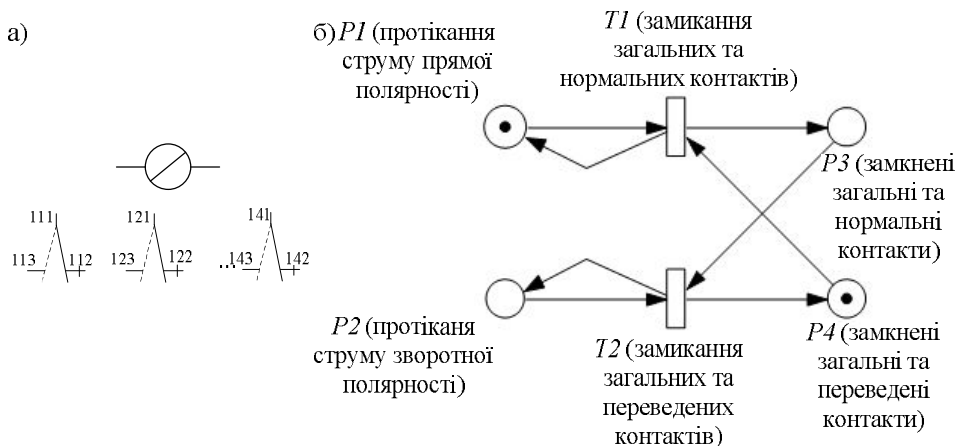 а)
111
121
141
113
112
123
122
...143
142
б) P1 (протікання
струму прямої
полярності)
T1 (замикання
загальних та
нормальних контактів)
P3 (замкнені
загальні та
нормальні
контакти)
P2 (протіканя
струму зворотної
полярності)
T2 (замикання
загальних та
переведених
контактів)
P4 (замкнені
загальні та
переведені
контакти)